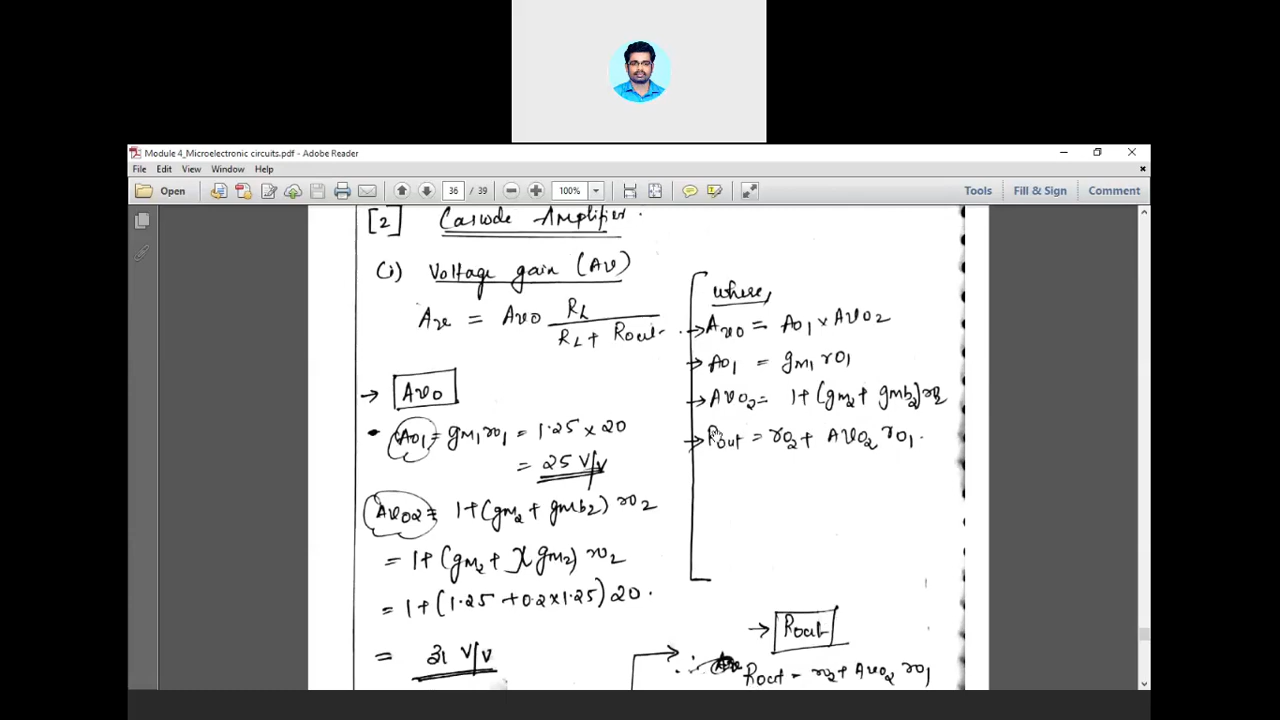 Module 4_Microelectronic circuits.pdf - Adobe Reader
File Edit View Window Help
Open 36 / 39 100% Tools Fill & Sign Comment
[2] Cascode Amplifier.
(i) Voltage gain (Av)
Av = Avo RL / RL + Rout
→ Avo
• Ao1 = gm1 ro1 = 1.25 × 20
= 25 V/V
Avo2 = 1+(gm2 + gmb2) ro2
= 1+(gm2 + χ gm2) ro2
= 1+(1.25 + 0.2×1.25) 20.
= 31 V/V
where,
→ Avo = Ao1 × Avo2
→ Ao1 = gm1 ro1
→ Avo2 = 1+(gm2 + gmb2) ro2
→ Rout = ro2 + Avo2 ro1.
→ Rout
∴ Rout = ro2 + Avo2 ro1